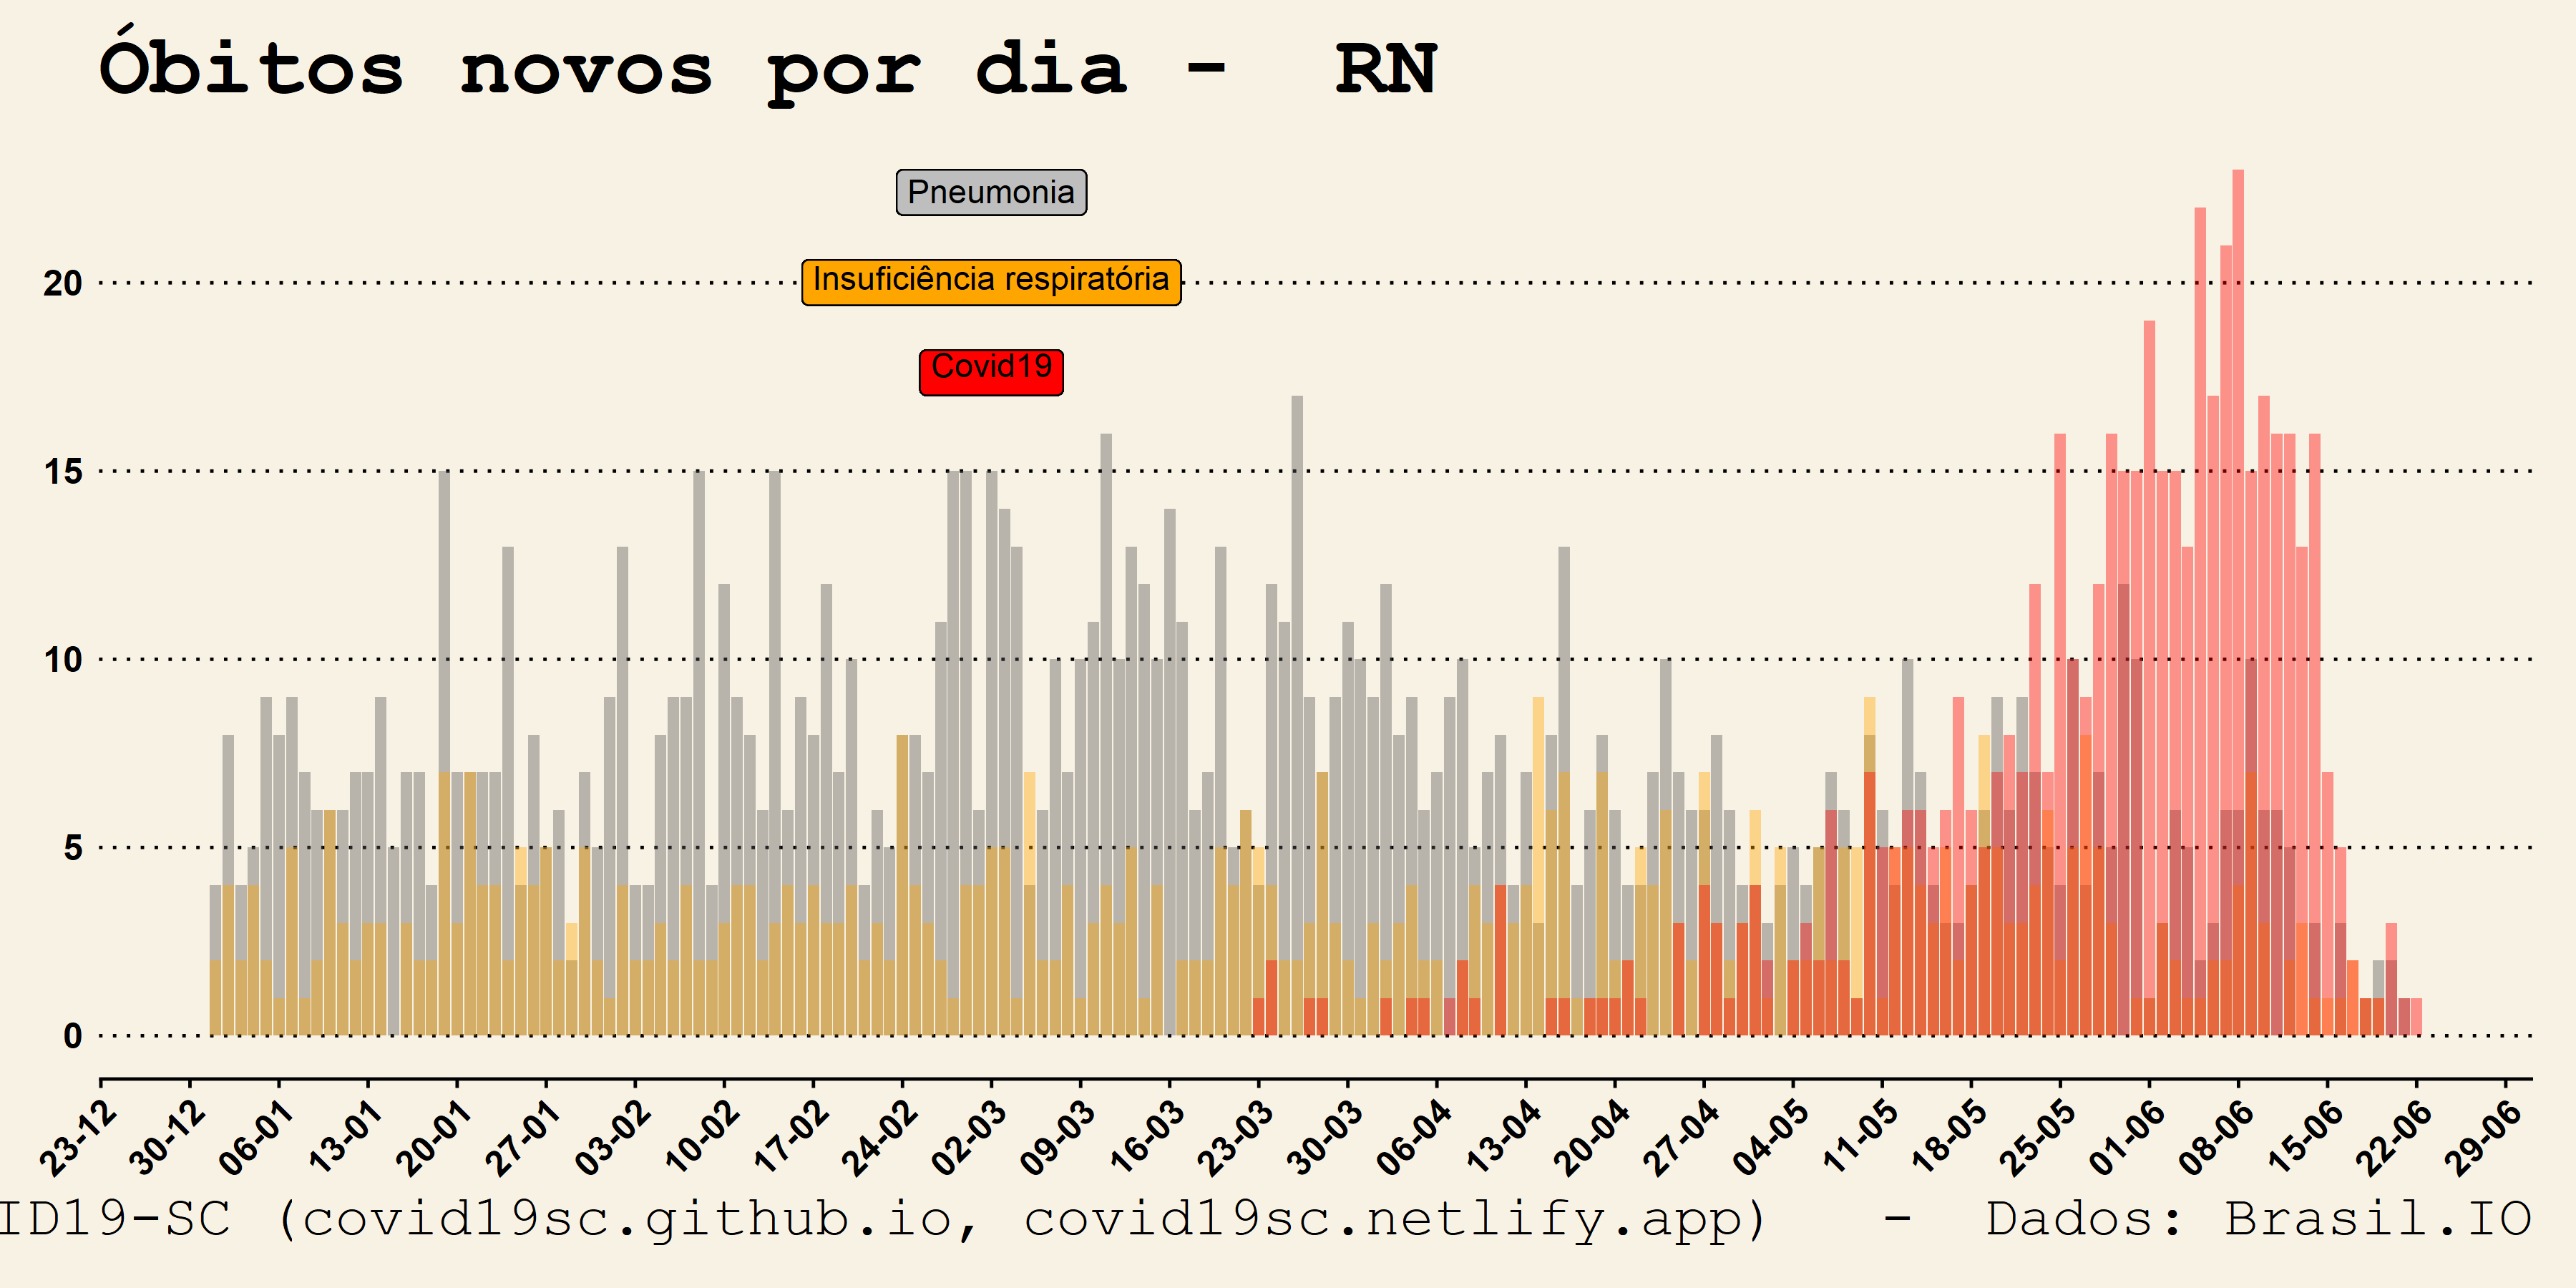 Óbitos novos por dia - RN
Pneumonia
Insuficiência respiratória
Covid19
20
15
10
5
0
23-12 30-12 06-01 13-01 20-01 27-01 03-02 10-02 17-02 24-02 02-03 09-03 16-03 23-03 30-03 06-04 13-04 20-04 27-04 04-05 11-05 18-05 25-05 01-06 08-06 15-06 22-06 29-06
ID19-SC (covid19sc.github.io, covid19sc.netlify.app) - Dados: Brasil.IO